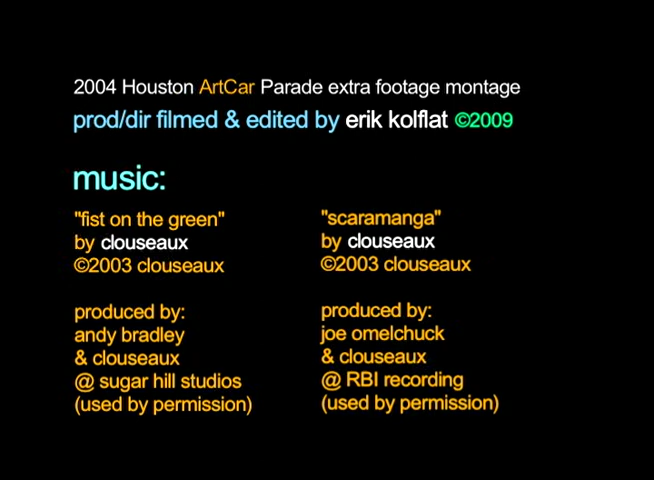 2004 Houston ArtCar Parade extra footage montage
prod/dir filmed & edited by erik kolflat ©2009
music:
"fist on the green"
by clouseaux
©2003 clouseaux
produced by:
andy bradley
& clouseaux
@ sugar hill studios
(used by permission)
"scaramanga"
by clouseaux
©2003 clouseaux
produced by:
joe omelchuck
& clouseaux
@ RBI recording
(used by permission)